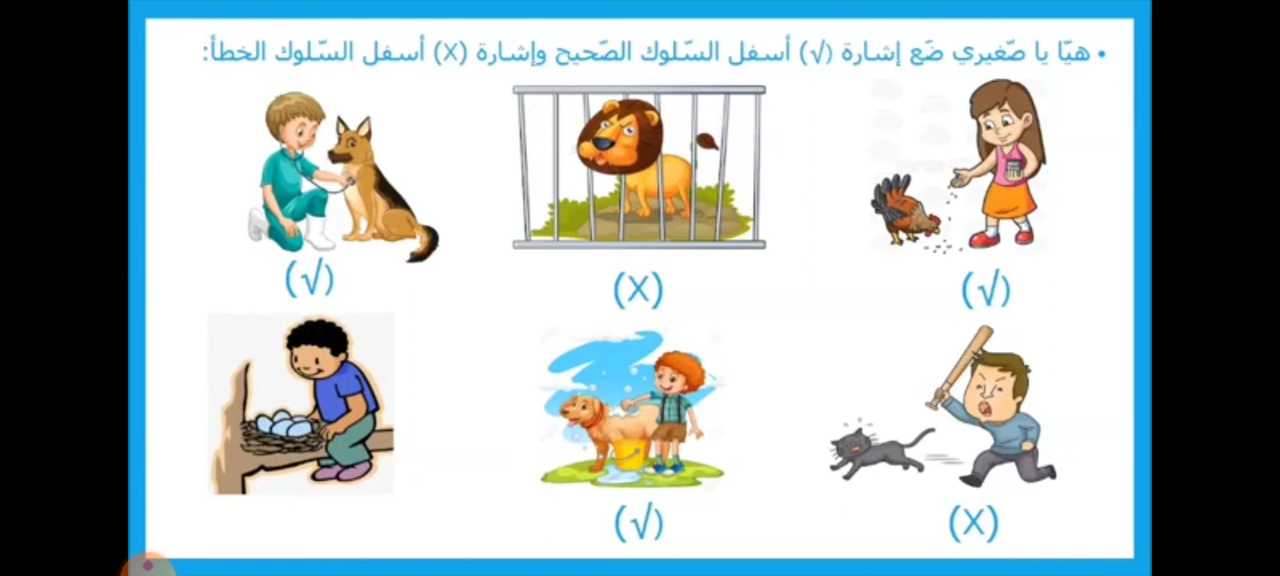 • هيّا يا صّغيري ضَع إشارة (√) أسفل السّلوك الصّحيح وإشارة (X) أسفل السّلوك الخطأ:
(√) (X) (√)
(X) (√)